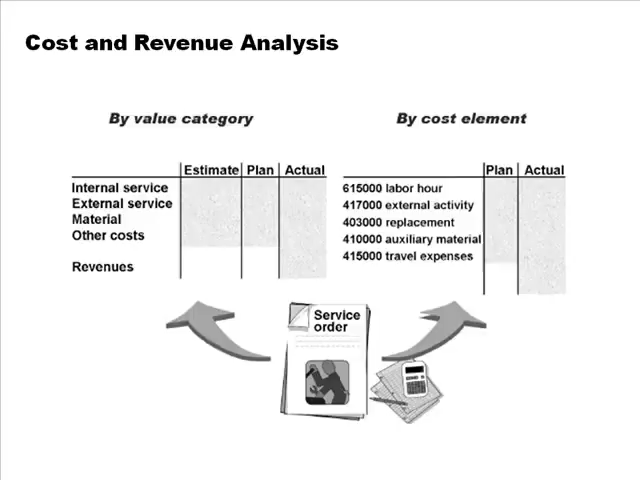 Cost and Revenue Analysis
By value category
Estimate Plan Actual
Internal service
External service
Material
Other costs
Revenues
By cost element
Plan Actual
615000 labor hour
417000 external activity
403000 replacement
410000 auxiliary material
415000 travel expenses
Service
order